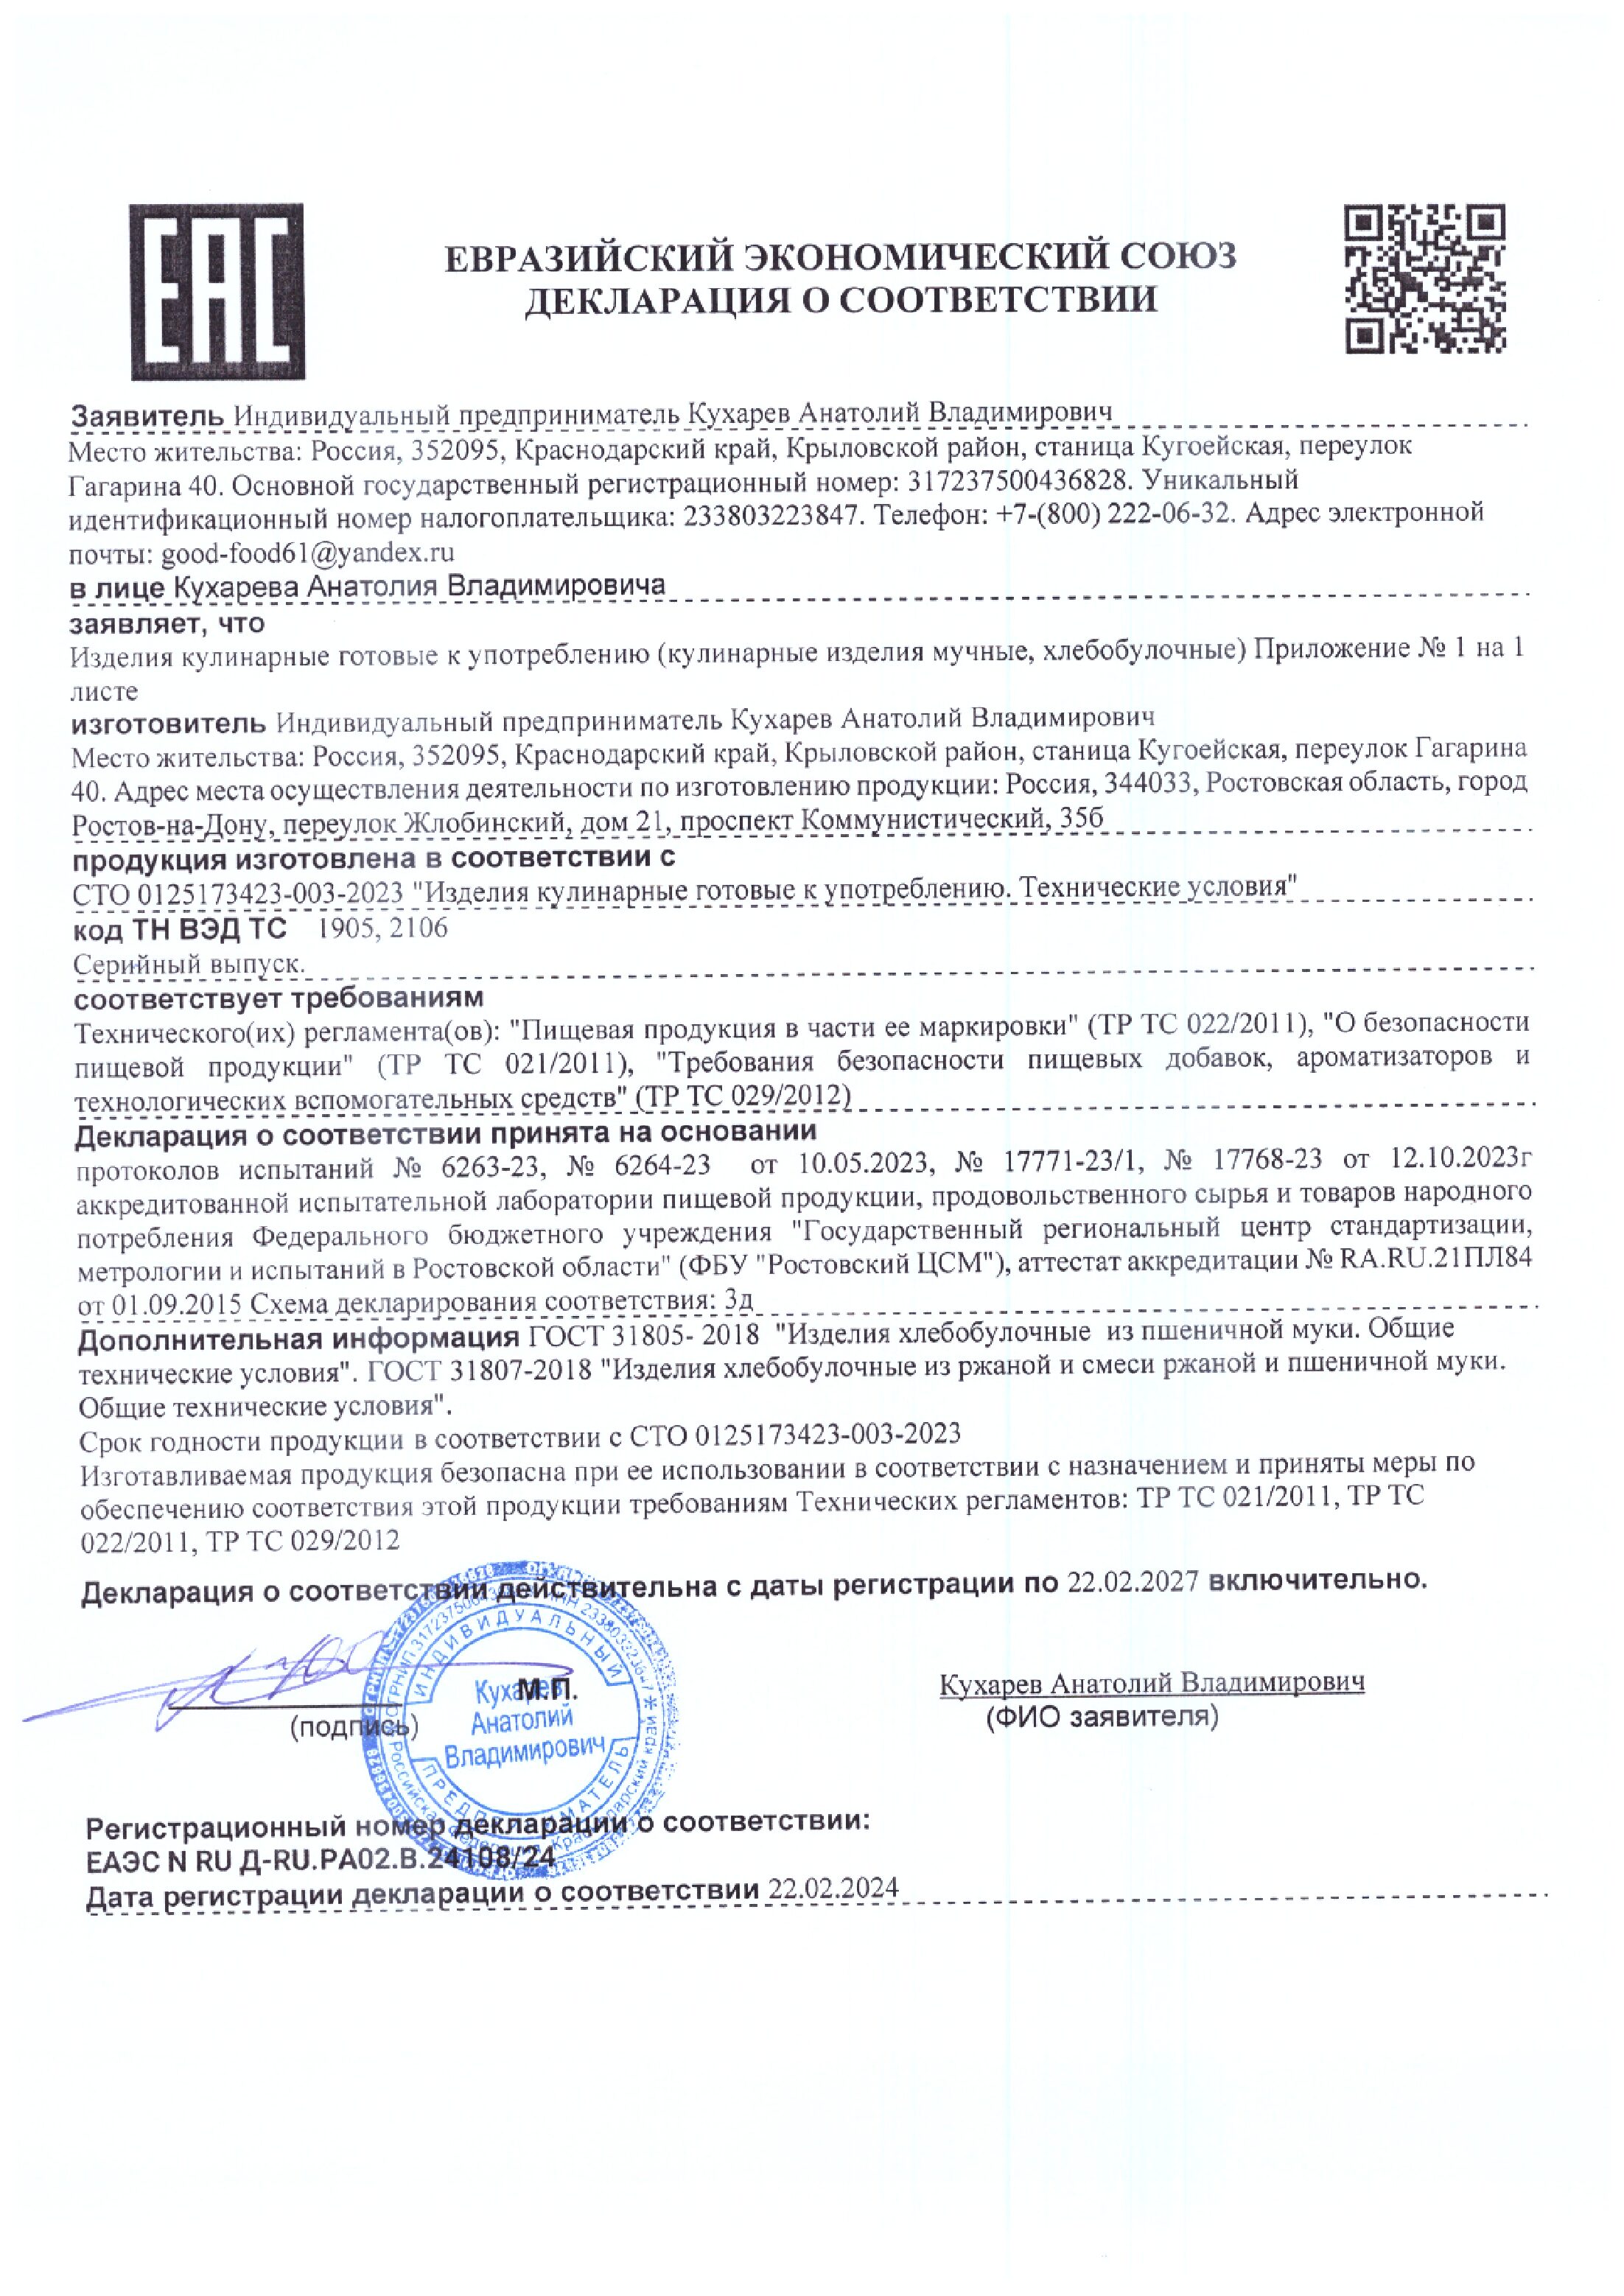 ЕАС
ЕВРАЗИЙСКИЙ ЭКОНОМИЧЕСКИЙ СОЮЗ
ДЕКЛАРАЦИЯ О СООТВЕТСТВИИ
Заявитель Индивидуальный предприниматель Кухарев Анатолий Владимирович
Место жительства: Россия, 352095, Краснодарский край, Крыловской район, станица Кугоейская, переулок
Гагарина 40. Основной государственный регистрационный номер: 317237500436828. Уникальный
идентификационный номер налогоплательщика: 233803223847. Телефон: +7-(800) 222-06-32. Адрес электронной
почты: good-food61@yandex.ru
в лице Кухарева Анатолия Владимировича
заявляет, что
Изделия кулинарные готовые к употреблению (кулинарные изделия мучные, хлебобулочные) Приложение № 1 на 1
листе
изготовитель Индивидуальный предприниматель Кухарев Анатолий Владимирович
Место жительства: Россия, 352095, Краснодарский край, Крыловской район, станица Кугоейская, переулок Гагарина
40. Адрес места осуществления деятельности по изготовлению продукции: Россия, 344033, Ростовская область, город
Ростов-на-Дону, переулок Жлобинский, дом 21, проспект Коммунистический, 35б
продукция изготовлена в соответствии с
СТО 0125173423-003-2023 "Изделия кулинарные готовые к употреблению. Технические условия"
код ТН ВЭД ТС 1905, 2106
Серийный выпуск.
соответствует требованиям
Технического(их) регламента(ов): "Пищевая продукция в части ее маркировки" (ТР ТС 022/2011), "О безопасности
пищевой продукции" (ТР ТС 021/2011), "Требования безопасности пищевых добавок, ароматизаторов и
технологических вспомогательных средств" (ТР ТС 029/2012)
Декларация о соответствии принята на основании
протоколов испытаний № 6263-23, № 6264-23 от 10.05.2023, № 17771-23/1, № 17768-23 от 12.10.2023г
аккредитованной испытательной лаборатории пищевой продукции, продовольственного сырья и товаров народного
потребления Федерального бюджетного учреждения "Государственный региональный центр стандартизации,
метрологии и испытаний в Ростовской области" (ФБУ "Ростовский ЦСМ"), аттестат аккредитации № RA.RU.21ПЛ84
от 01.09.2015 Схема декларирования соответствия: 3д
Дополнительная информация ГОСТ 31805- 2018 "Изделия хлебобулочные из пшеничной муки. Общие
технические условия". ГОСТ 31807-2018 "Изделия хлебобулочные из ржаной и смеси ржаной и пшеничной муки.
Общие технические условия".
Срок годности продукции в соответствии с СТО 0125173423-003-2023
Изготавливаемая продукция безопасна при ее использовании в соответствии с назначением и приняты меры по
обеспечению соответствия этой продукции требованиям Технических регламентов: ТР ТС 021/2011, ТР ТС
022/2011, ТР ТС 029/2012
Декларация о соответствии действительна с даты регистрации по 22.02.2027 включительно.
ИНДИВИДУАЛЬНЫЙ
Кухарев
Анатолий
Владимирович
ПРЕДПРИНИМАТЕЛЬ
Российская Федерация, Краснодарский край
М.П.
Кухарев Анатолий Владимирович
(подпись)
(ФИО заявителя)
Регистрационный номер декларации о соответствии:
ЕАЭС N RU Д-RU.РА02.В.24108/24
Дата регистрации декларации о соответствии 22.02.2024